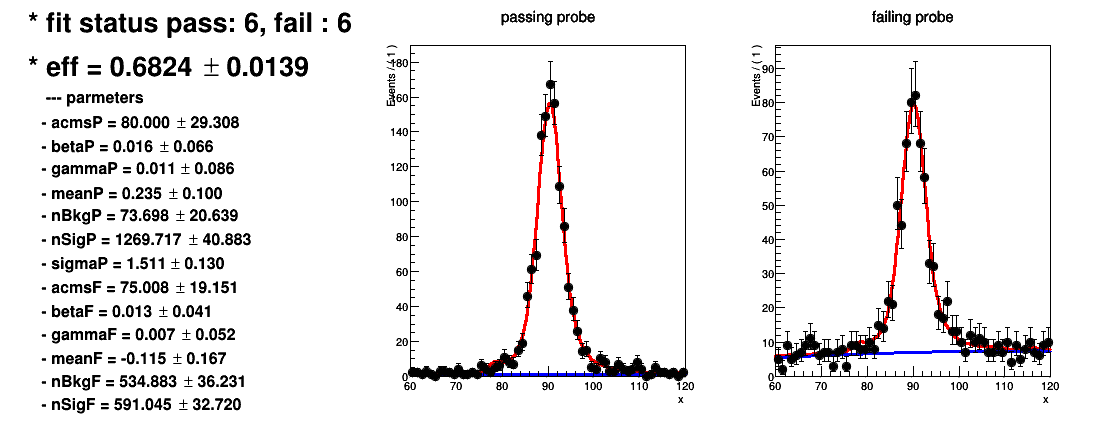 * fit status pass: 6, fail : 6
* eff = 0.6824 ± 0.0139
--- parmeters
- acmsP = 80.000 ± 29.308
- betaP = 0.016 ± 0.066
- gammaP = 0.011 ± 0.086
- meanP = 0.235 ± 0.100
- nBkgP = 73.698 ± 20.639
- nSigP = 1269.717 ± 40.883
- sigmaP = 1.511 ± 0.130
- acmsF = 75.008 ± 19.151
- betaF = 0.013 ± 0.041
- gammaF = 0.007 ± 0.052
- meanF = -0.115 ± 0.167
- nBkgF = 534.883 ± 36.231
- nSigF = 591.045 ± 32.720
passing probe
Events / ( 1 )
180
160
140
120
100
80
60
40
20
0
60 70 80 90 100 110 120
x
failing probe
Events / ( 1 )
90
80
70
60
50
40
30
20
10
0
60 70 80 90 100 110 120
x